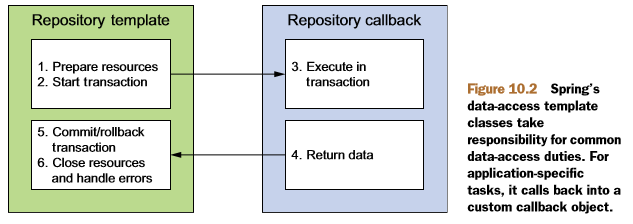 Repository template
Repository callback
1. Prepare resources
2. Start transaction
3. Execute in
transaction
5. Commit/rollback
transaction
6. Close resources
and handle errors
4. Return data
Figure 10.2 Spring's
data-access template
classes take
responsibility for common
data-access duties. For
application-specific
tasks, it calls back into a
custom callback object.